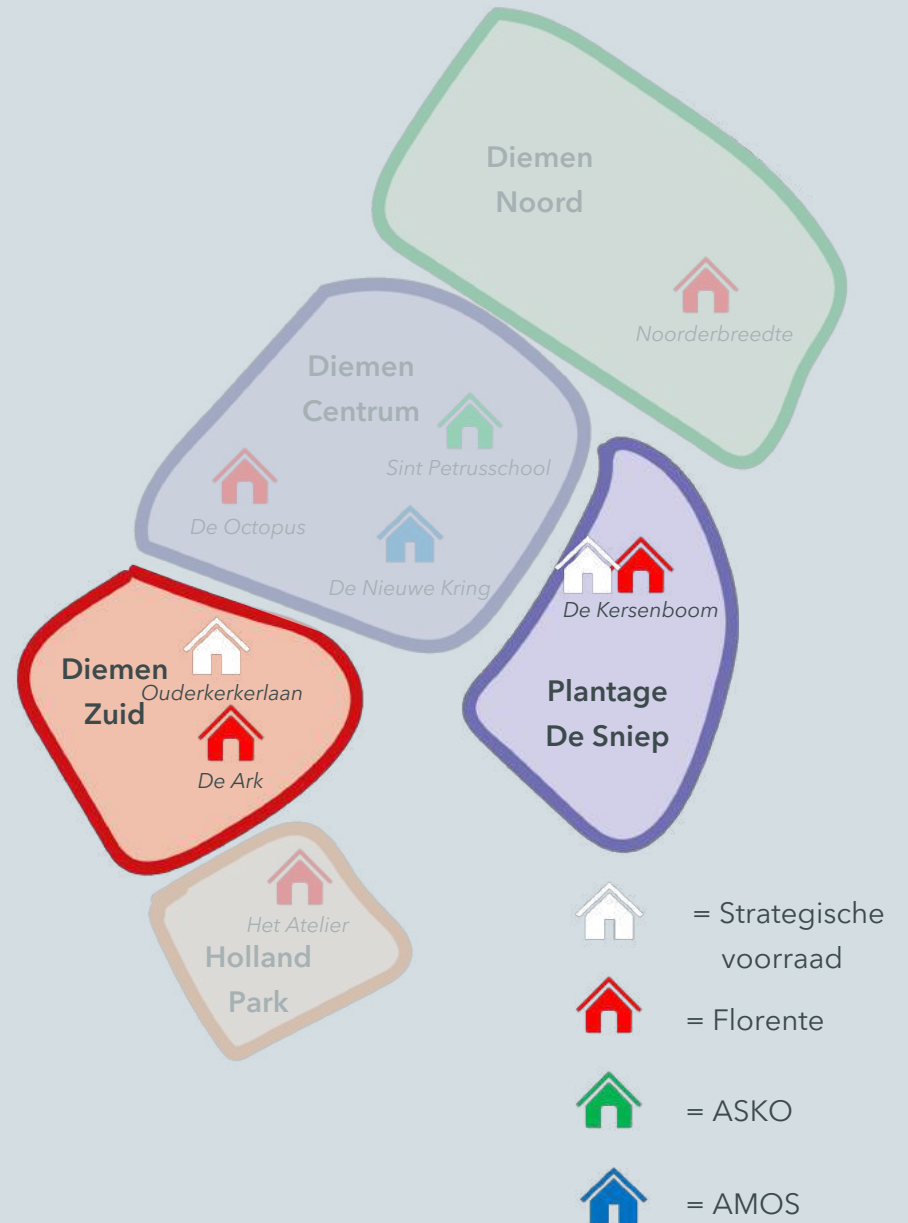 Diemen
Noord
Noorderbreedte
Diemen
Centrum
Sint Petrusschool
De Octopus
De Nieuwe Kring
De Kersenboom
Diemen
Zuid
Ouderkerkerlaan
De Ark
Plantage
De Sniep
Het Atelier
Holland
Park
= Strategische
voorraad
= Florente
= ASKO
= AMOS